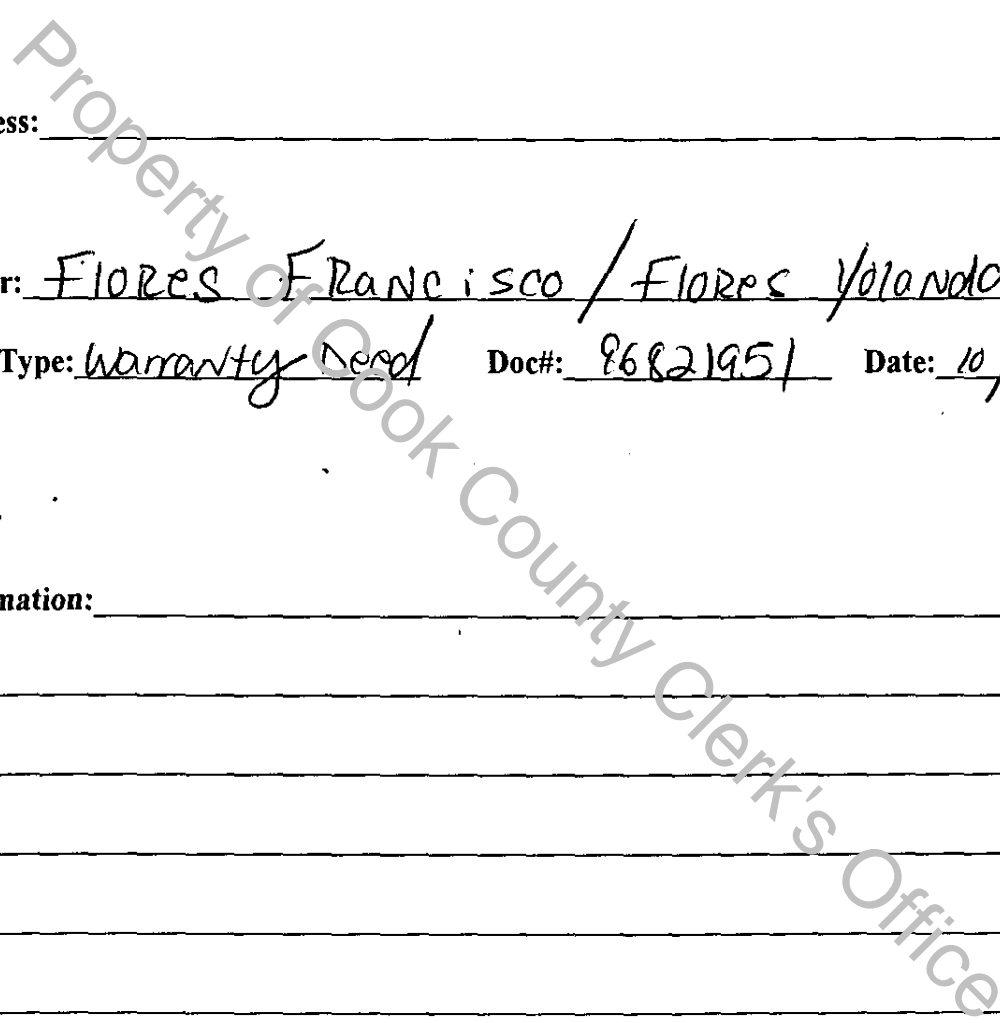 ess:
r: Flores Francisco / Flores Yolanda
Type: Warranty Deed Doc#: 96821951 Date: 10/
mation:
Property of Cook County Clerk's Office